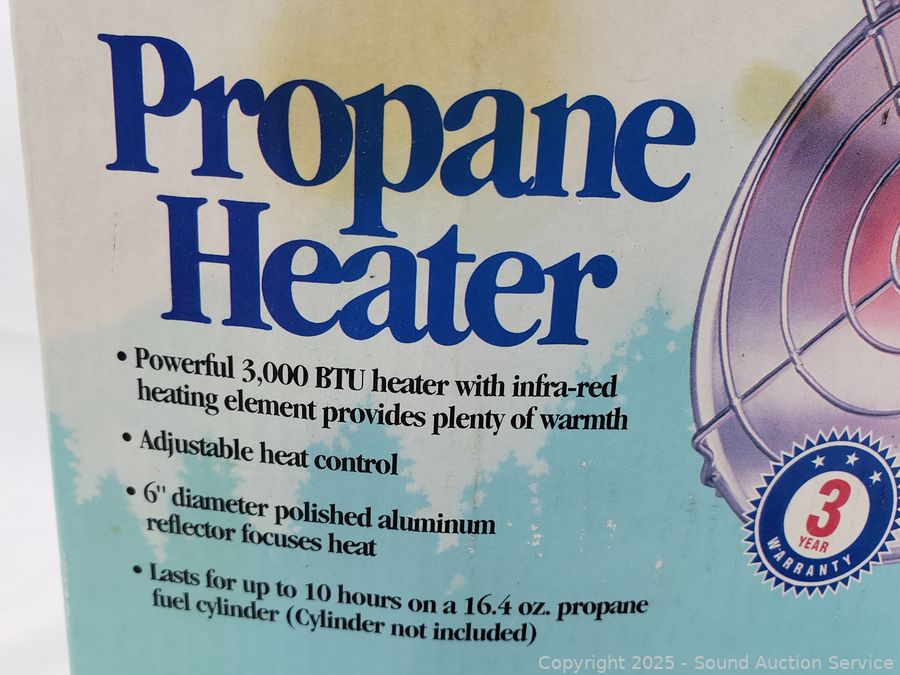 Propane
Heater
• Powerful 3,000 BTU heater with infra-red
heating element provides plenty of warmth
• Adjustable heat control
• 6" diameter polished aluminum
reflector focuses heat
• Lasts for up to 10 hours on a 16.4 oz. propane
fuel cylinder (Cylinder not included)
3
YEAR
WARRANTY
Copyright 2025 - Sound Auction Service